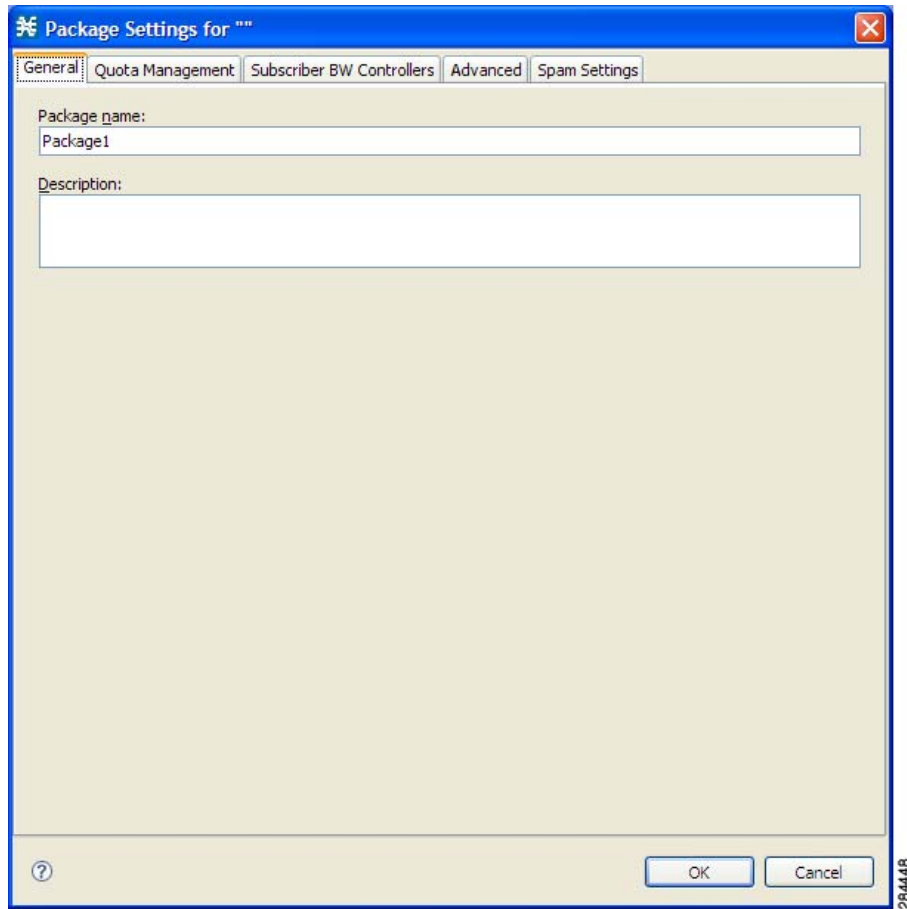 Package Settings for ""
General Quota Management Subscriber BW Controllers Advanced Spam Settings
Package name:
Package1
Description:
?
OK Cancel
284448